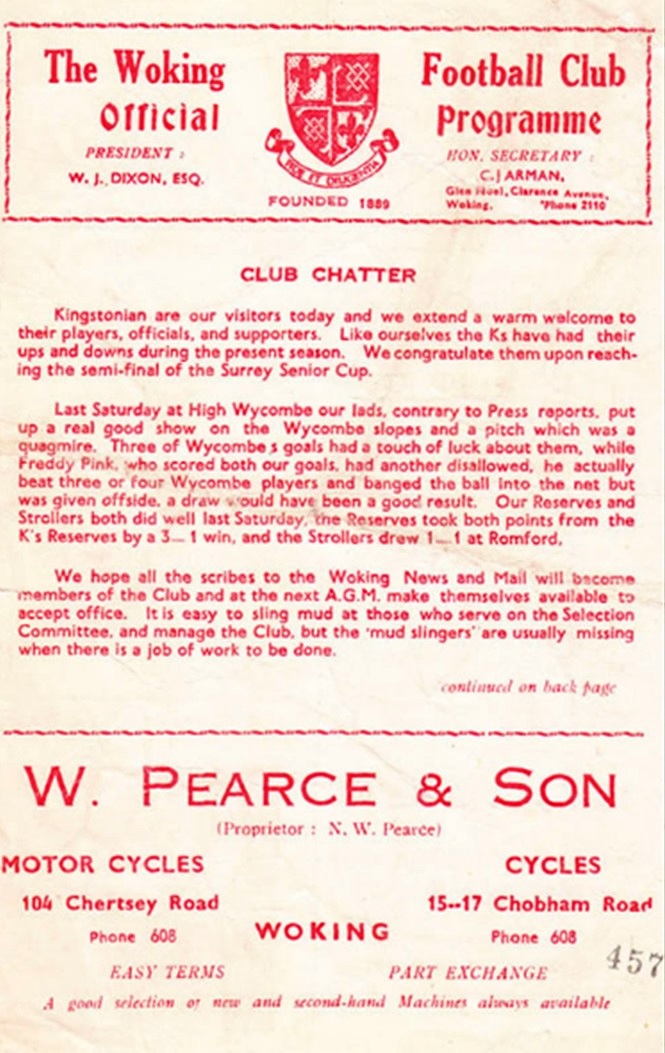 The Woking Football Club
Official Programme
PRESIDENT :
W. J. DIXON, ESQ.
HON. SECRETARY :
C. J ARMAN,
Glen Clarence Avenue,
Woking. 'Phone 2110
ET DILIGENTIA
FOUNDED 1889
CLUB CHATTER
Kingstonian are our visitors today and we extend a warm welcome to
their players, officials, and supporters. Like ourselves the Ks have had their
ups and downs during the present season. We congratulate them upon reach-
ing the semi-final of the Surrey Senior Cup.
Last Saturday at High Wycombe our lads, contrary to Press reports, put
up a real good show on the Wycombe slopes and a pitch which was a
quagmire. Three of Wycombe,s goals had a touch of luck about them, while
Freddy Pink, who scored both our goals, had another disallowed, he actually
beat three or four Wycombe players and banged the ball into the net but
was given offside, a draw would have been a good result. Our Reserves and
Strollers both did well last Saturday, the Reserves took both points from the
K's Reserves by a 3—1 win, and the Strollers drew 1—1 at Romford.
We hope all the scribes to the Woking News and Mail will become
members of the Club and at the next A.G.M. make themselves available to
accept office. It is easy to sling mud at those who serve on the Selection
Committee, and manage the Club, but the 'mud slingers' are usually missing
when there is a job of work to be done.
continued on back page
W. PEARCE & SON
(Proprietor : N. W. Pearce)
MOTOR CYCLES
104 Chertsey Road
Phone 608
CYCLES
15--17 Chobham Road
Phone 608
WOKING
457
EASY TERMS PART EXCHANGE
A good selection of new and second-hand Machines always available